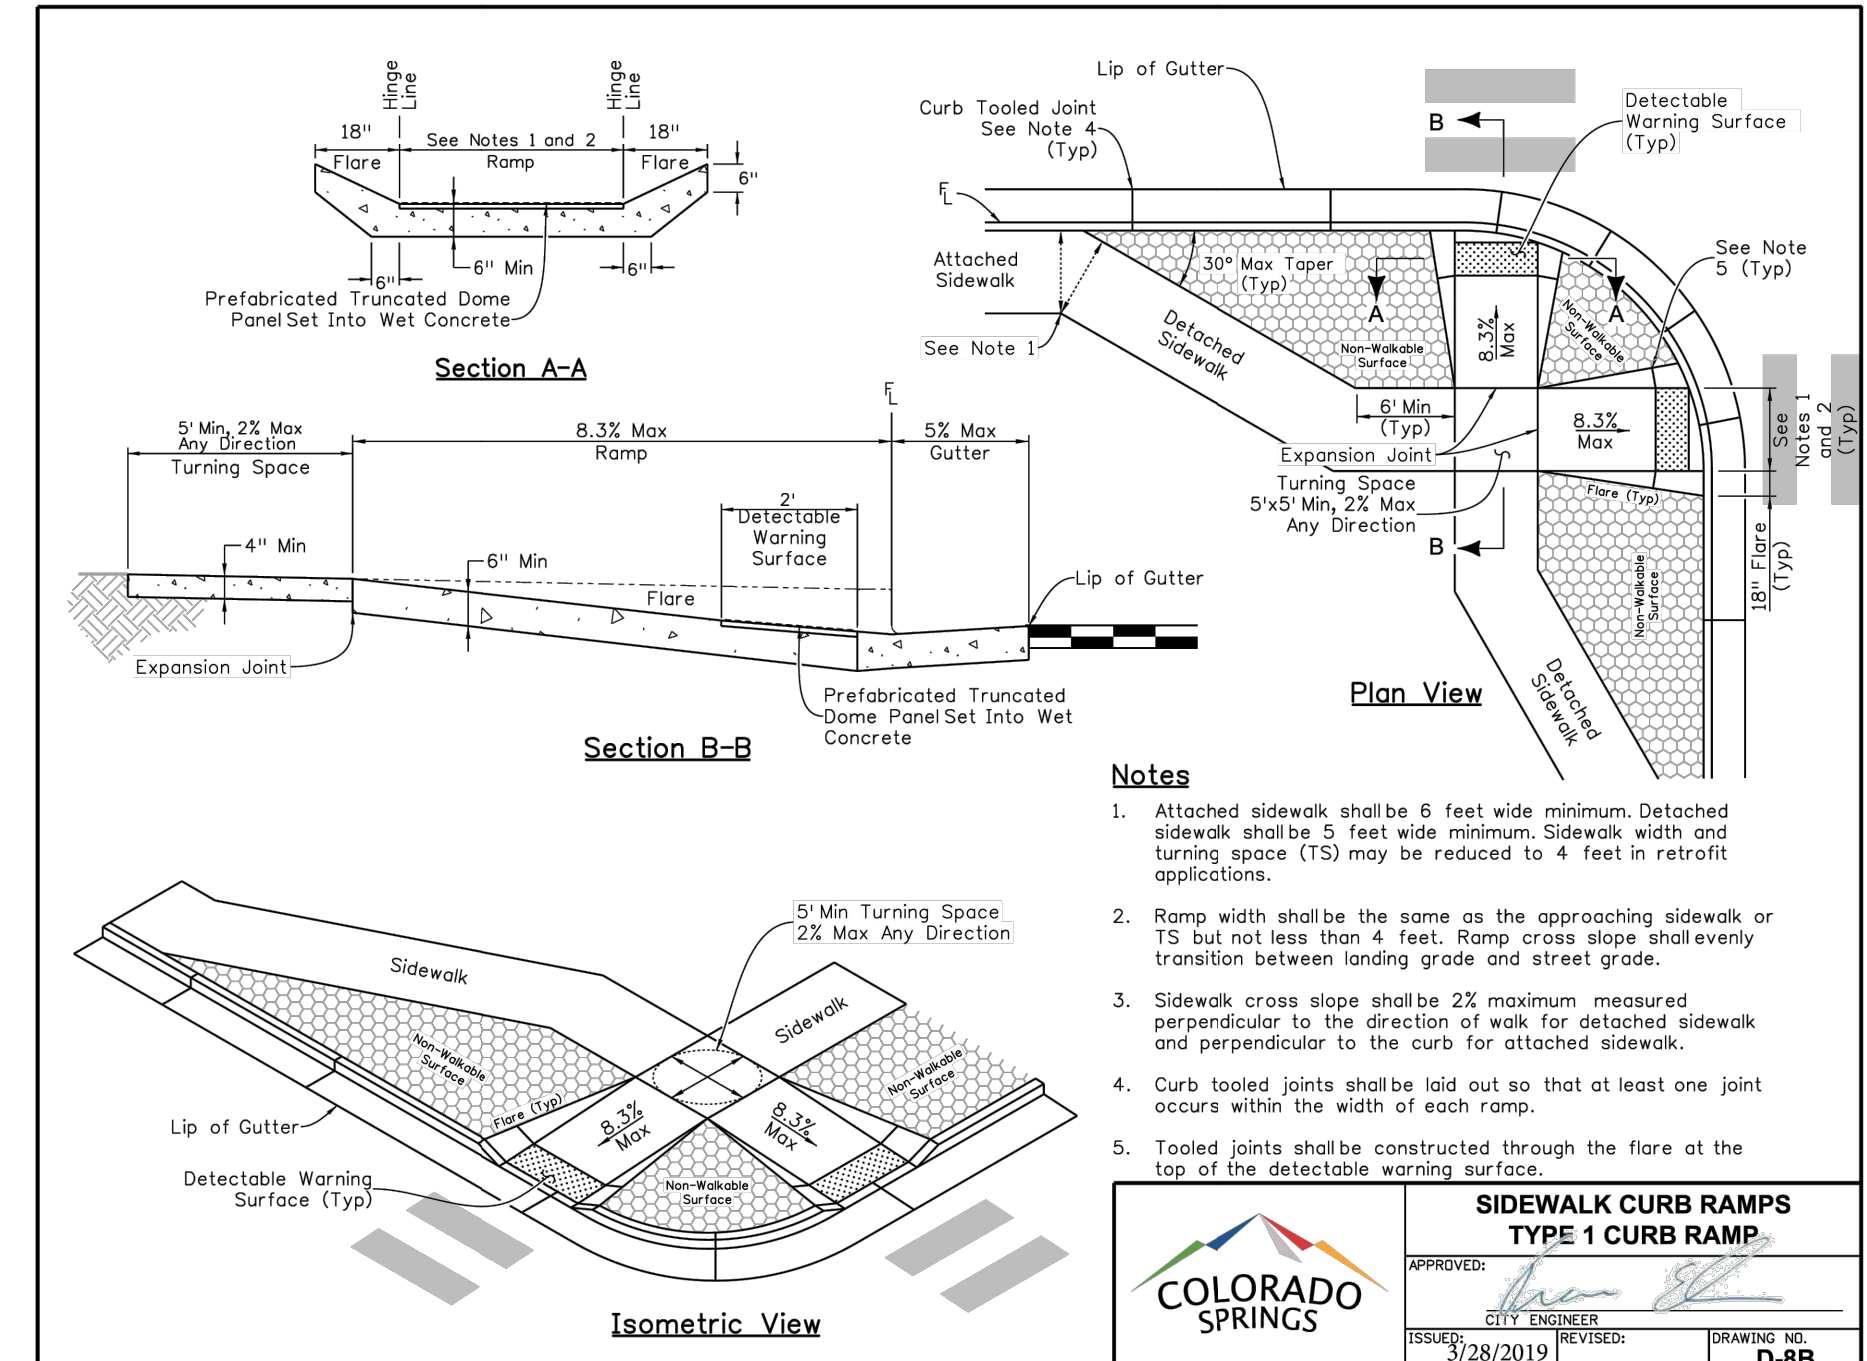 Hinge
Line
Hinge
Line
18"
See Notes 1 and 2
18"
Flare
Ramp
Flare
6"
6" Min
6"
6"
Prefabricated Truncated Dome
Panel Set Into Wet Concrete
Section A-A
Lip of Gutter
Curb Tooled Joint
See Note 4
(Typ)
B
Detectable
Warning Surface
(Typ)
FL
Attached
Sidewalk
30° Max Taper
(Typ)
See Note
5 (Typ)
A
A
See Note 1
Detached
Sidewalk
8.3%
Max
Non-Walkable
Surface
Non-Walkable
Surface
6' Min
(Typ)
8.3%
Max
See
Notes 1
and 2
(Typ)
Expansion Joint
Turning Space
5'x5' Min, 2% Max
Any Direction
Flare (Typ)
B
18" Flare
(Typ)
Non-Walkable
Surface
Detached
Sidewalk
Plan View
FL
5' Min, 2% Max
Any Direction
Turning Space
8.3% Max
Ramp
5% Max
Gutter
2'
Detectable
Warning
Surface
4" Min
6" Min
Flare
Lip of Gutter
Expansion Joint
Prefabricated Truncated
Dome Panel Set Into Wet
Concrete
Section B-B
Notes
1. Attached sidewalk shall be 6 feet wide minimum. Detached
sidewalk shall be 5 feet wide minimum. Sidewalk width and
turning space (TS) may be reduced to 4 feet in retrofit
applications.
2. Ramp width shall be the same as the approaching sidewalk or
TS but not less than 4 feet. Ramp cross slope shall evenly
transition between landing grade and street grade.
3. Sidewalk cross slope shall be 2% maximum measured
perpendicular to the direction of walk for detached sidewalk
and perpendicular to the curb for attached sidewalk.
4. Curb tooled joints shall be laid out so that at least one joint
occurs within the width of each ramp.
5. Tooled joints shall be constructed through the flare at the
top of the detectable warning surface.
5' Min Turning Space
2% Max Any Direction
Sidewalk
Sidewalk
Non-Walkable
Surface
Non-Walkable
Surface
Flare (Typ)
8.3%
Max
8.3%
Max
Lip of Gutter
Detectable Warning
Surface (Typ)
Non-Walkable
Surface
Isometric View
COLORADO
SPRINGS
SIDEWALK CURB RAMPS
TYPE 1 CURB RAMP
APPROVED:
CITY ENGINEER
ISSUED:
3/28/2019
REVISED:
DRAWING NO.
D-8B